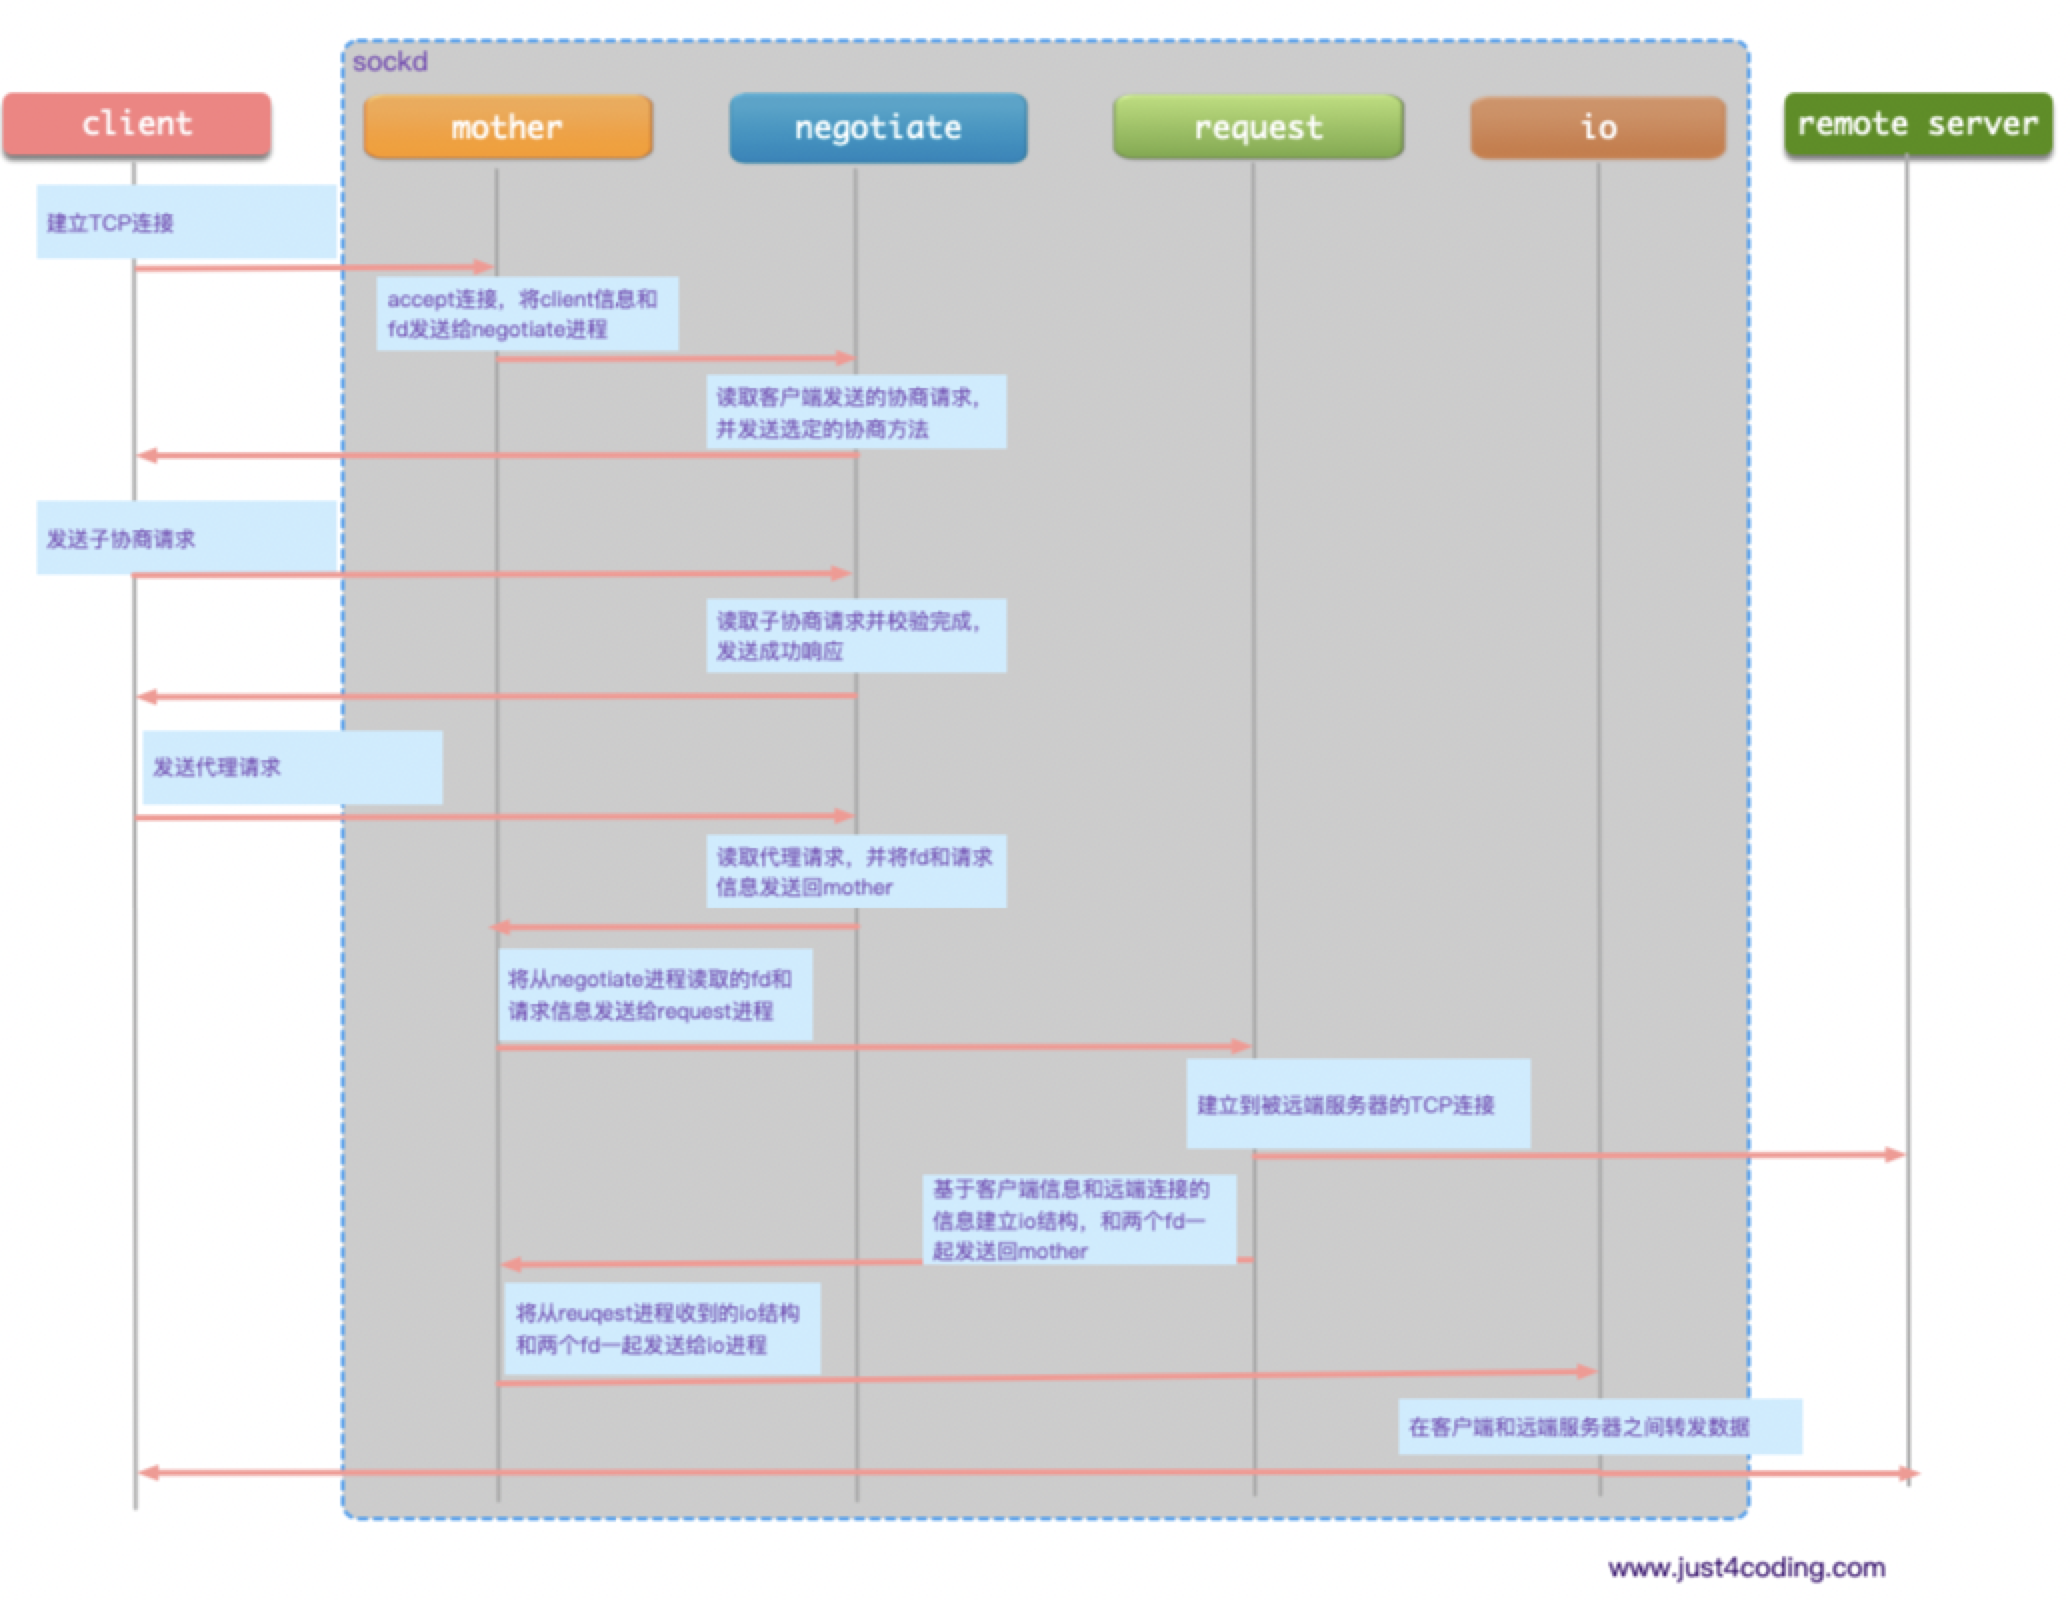 sockd
client
mother
negotiate
request
io
remote server
建立TCP连接
accept连接，将client信息和
fd发送给negotiate进程
读取客户端发送的协商请求，
并发送选定的协商方法
发送子协商请求
读取子协商请求并校验完成，
发送成功响应
发送代理请求
读取代理请求，并将fd和请求
信息发送回mother
将从negotiate进程读取的fd和
请求信息发送给request进程
建立到被远端服务器的TCP连接
基于客户端信息和远端连接的
信息建立io结构，和两个fd一
起发送回mother
将从reuqest进程收到的io结构
和两个fd一起发送给io进程
在客户端和远端服务器之间转发数据
www.just4coding.com